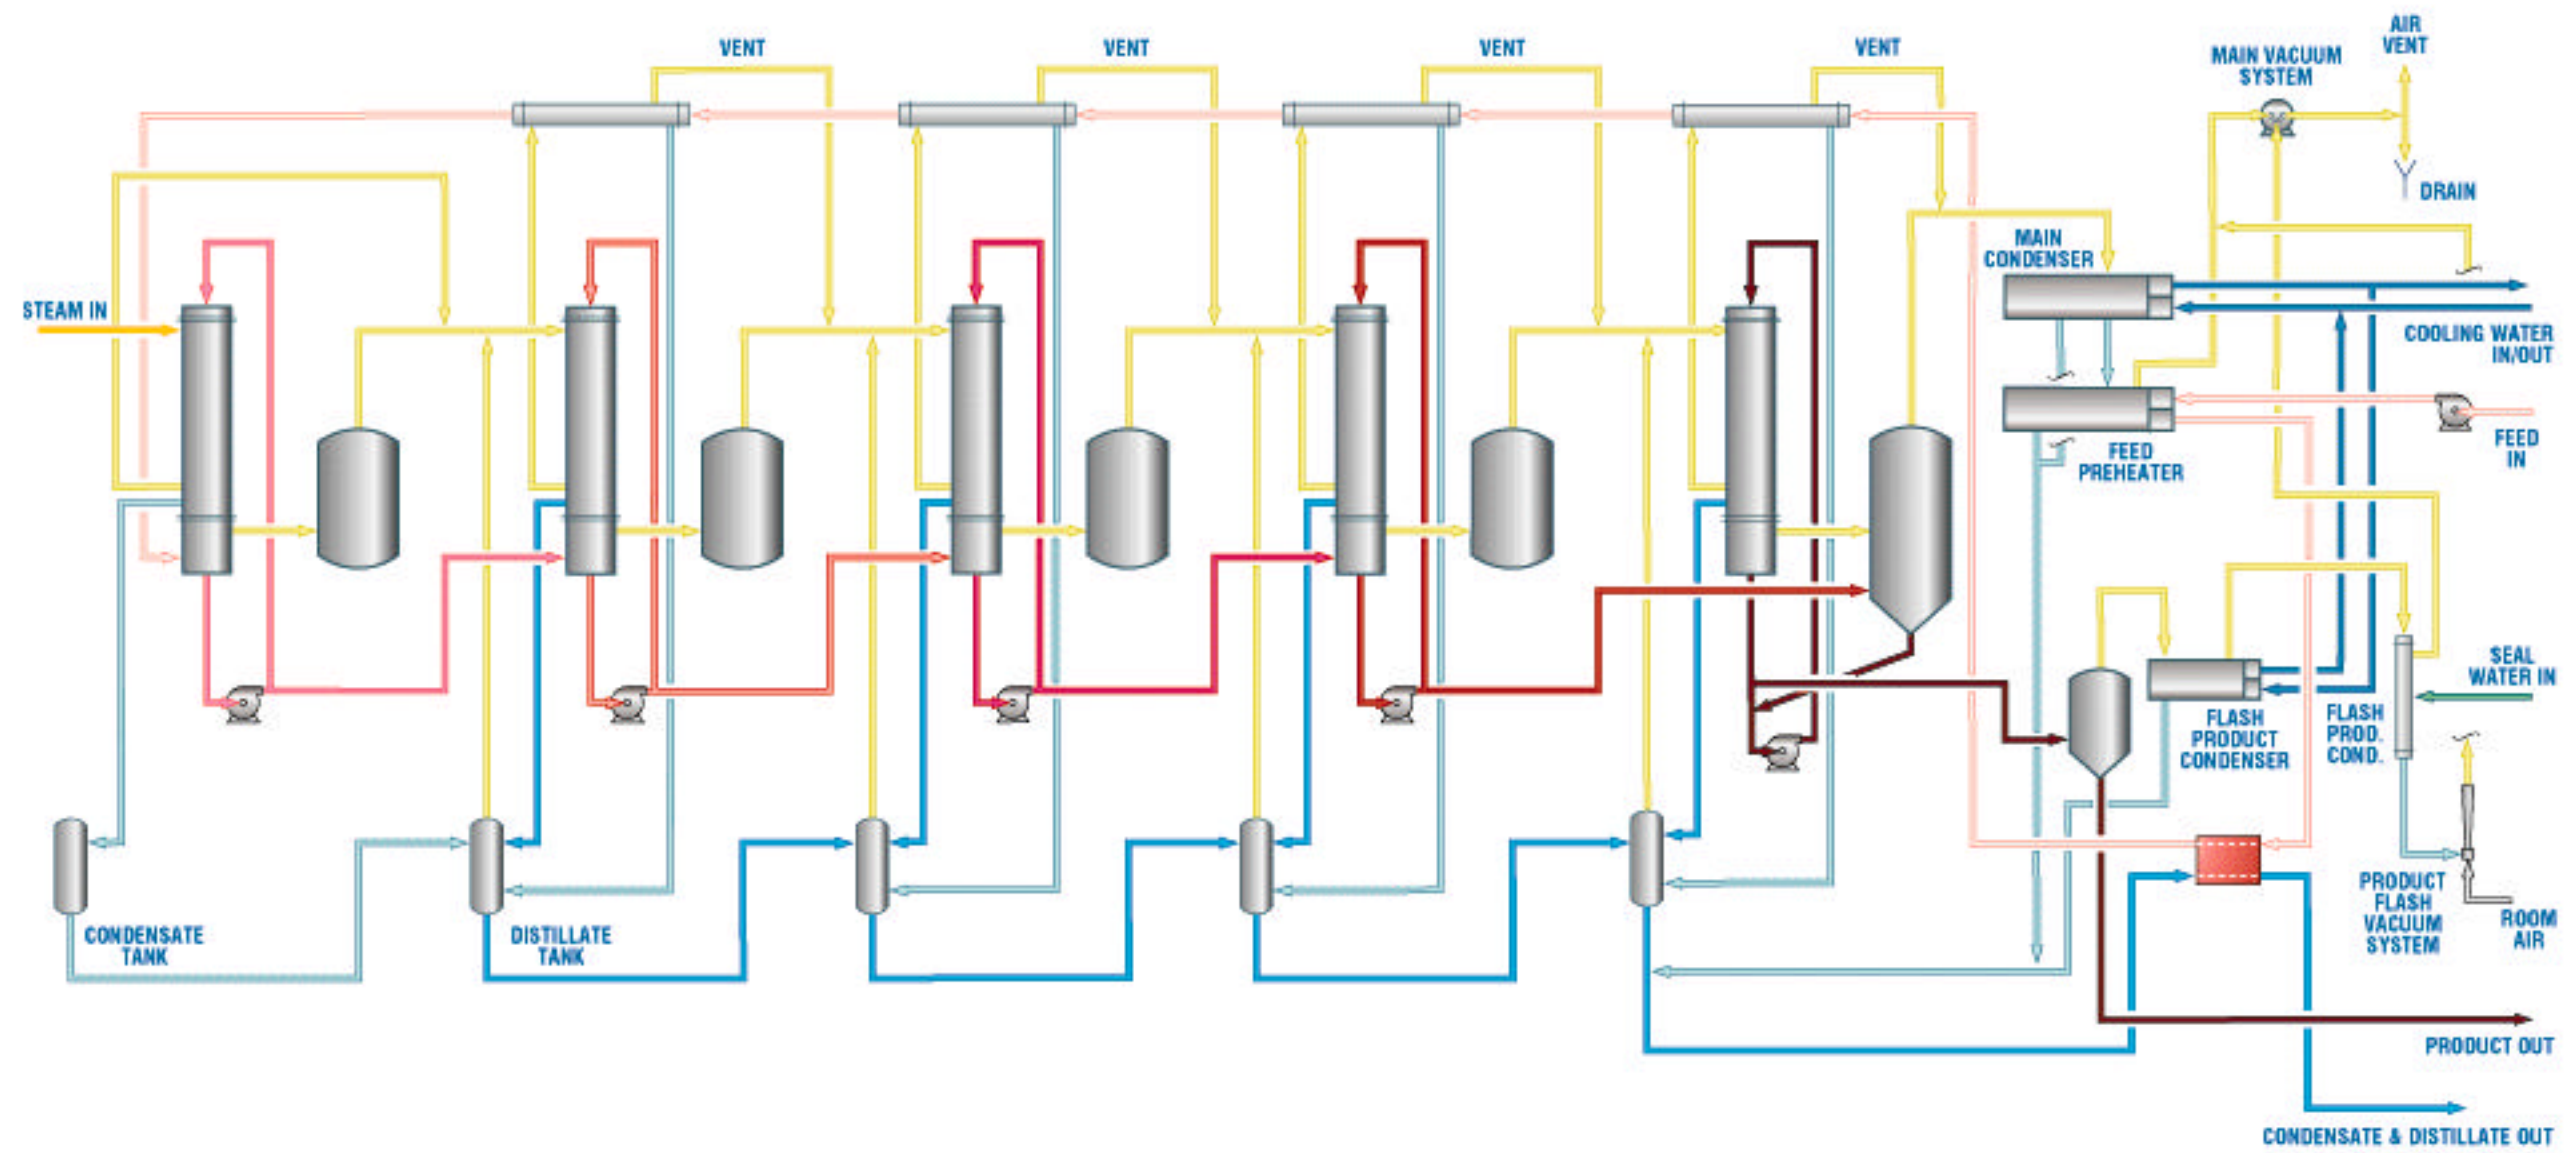 VENT
VENT
VENT
VENT
AIR
VENT
MAIN VACUUM
SYSTEM
DRAIN
MAIN
CONDENSER
STEAM IN
COOLING WATER
IN/OUT
FEED
IN
FEED
PREHEATER
SEAL
WATER IN
FLASH
PRODUCT
CONDENSER
FLASH
PROD.
COND.
PRODUCT
FLASH
VACUUM
SYSTEM
ROOM
AIR
CONDENSATE
TANK
DISTILLATE
TANK
PRODUCT OUT
CONDENSATE & DISTILLATE OUT